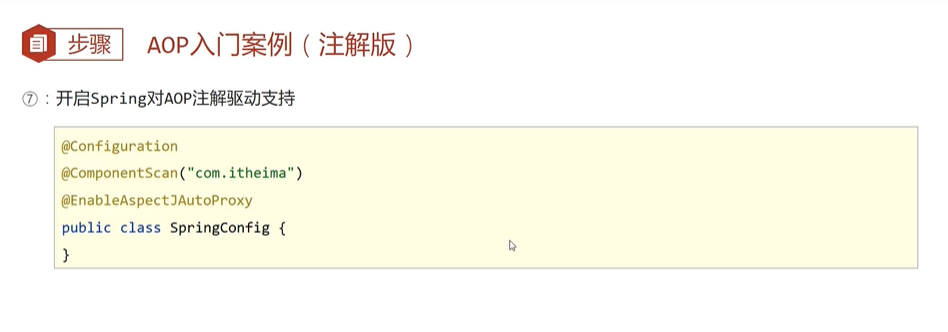 步骤 AOP入门案例（注解版）
⑦：开启Spring对AOP注解驱动支持
@Configuration
@ComponentScan("com.itheima")
@EnableAspectJAutoProxy
public class SpringConfig {
}